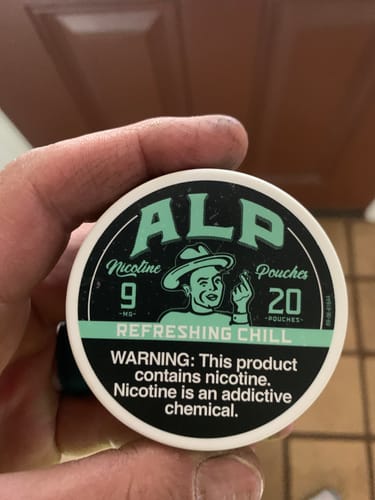 ALP
Nicotine Pouches
9 20
-MG- -POUCHES-
REFRESHING CHILL
WARNING: This product
contains nicotine.
Nicotine is an addictive
chemical.